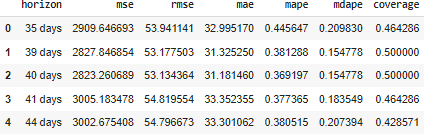 horizon mse rmse mae mape mdape coverage
0 35 days 2909.646693 53.941141 32.995170 0.445647 0.209830 0.464286
1 39 days 2827.846854 53.177503 31.325250 0.381288 0.154778 0.500000
2 40 days 2823.260689 53.134364 31.181460 0.369197 0.154778 0.500000
3 41 days 3005.183478 54.819554 33.352355 0.377365 0.183549 0.464286
4 44 days 3002.675408 54.796673 33.301062 0.380515 0.207394 0.428571